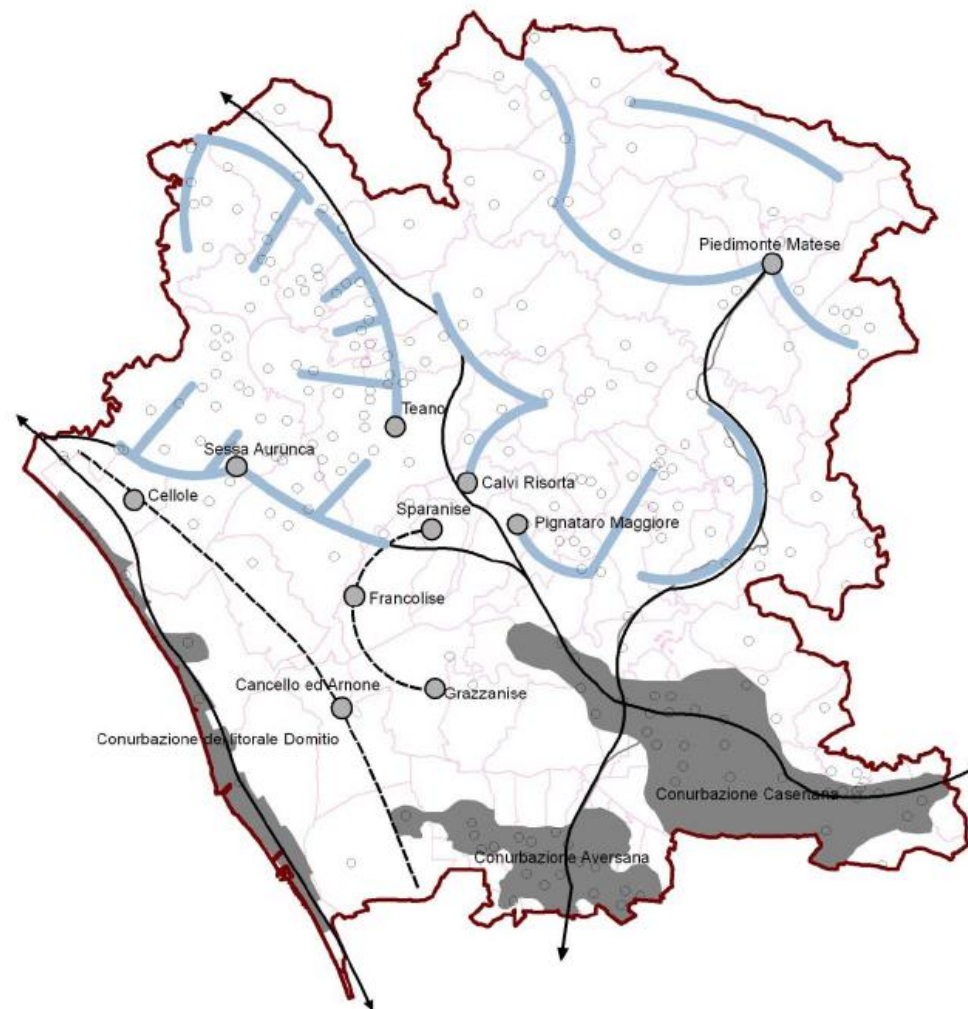 Piedimonte Matese
Teano
Sessa Aurunca
Calvi Risorta
Cellole
Sparanise
Pignataro Maggiore
Francolise
Cancello ed Arnone
Grazzanise
Conurbazione del litorale Domitio
Conurbazione Casertana
Conurbazione Aversana